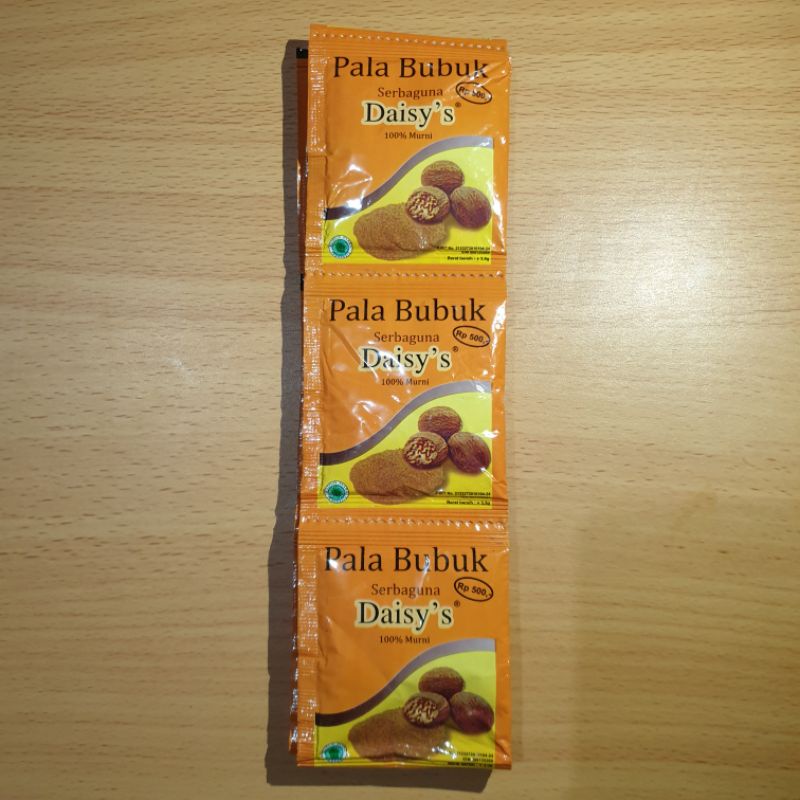 Pala Bubuk
Serbaguna
Rp 500,-
Daisy's®
100% Murni
Pala Bubuk
Serbaguna
Rp 500,-
Daisy's®
100% Murni
Pala Bubuk
Serbaguna
Rp 500,-
Daisy's®
100% Murni